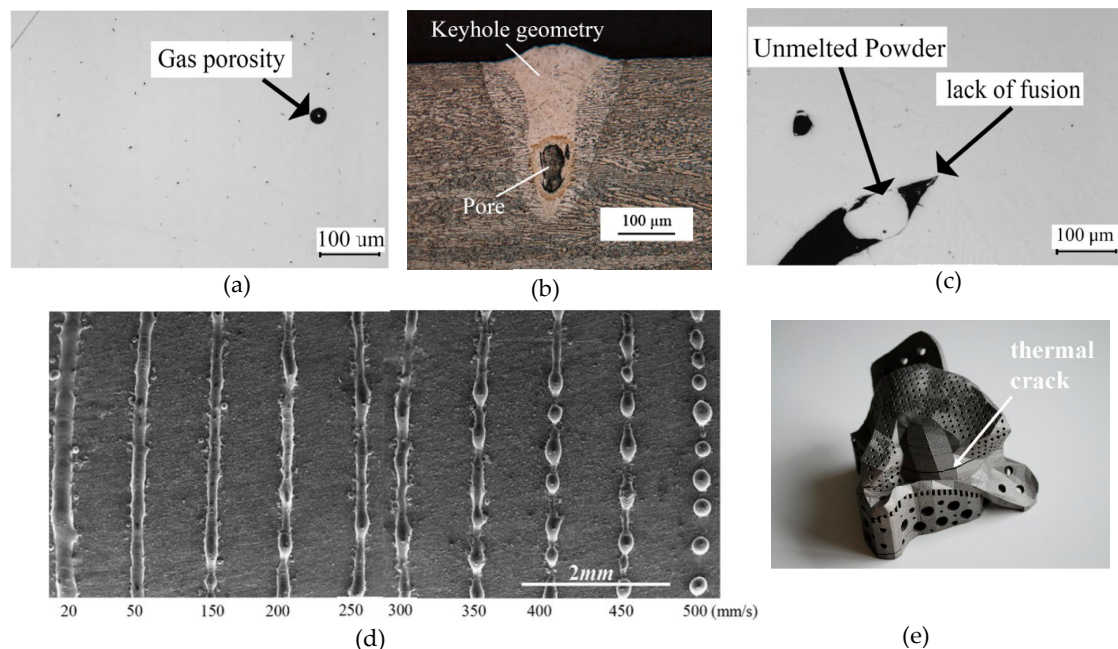 Gas porosity
100 um
(a)
Keyhole geometry
Pore
100 μm
(b)
Unmelted Powder
lack of fusion
100 μm
(c)
2mm
20 50 150 200 250 300 350 400 450 500 (mm/s)
(d)
thermal
crack
(e)